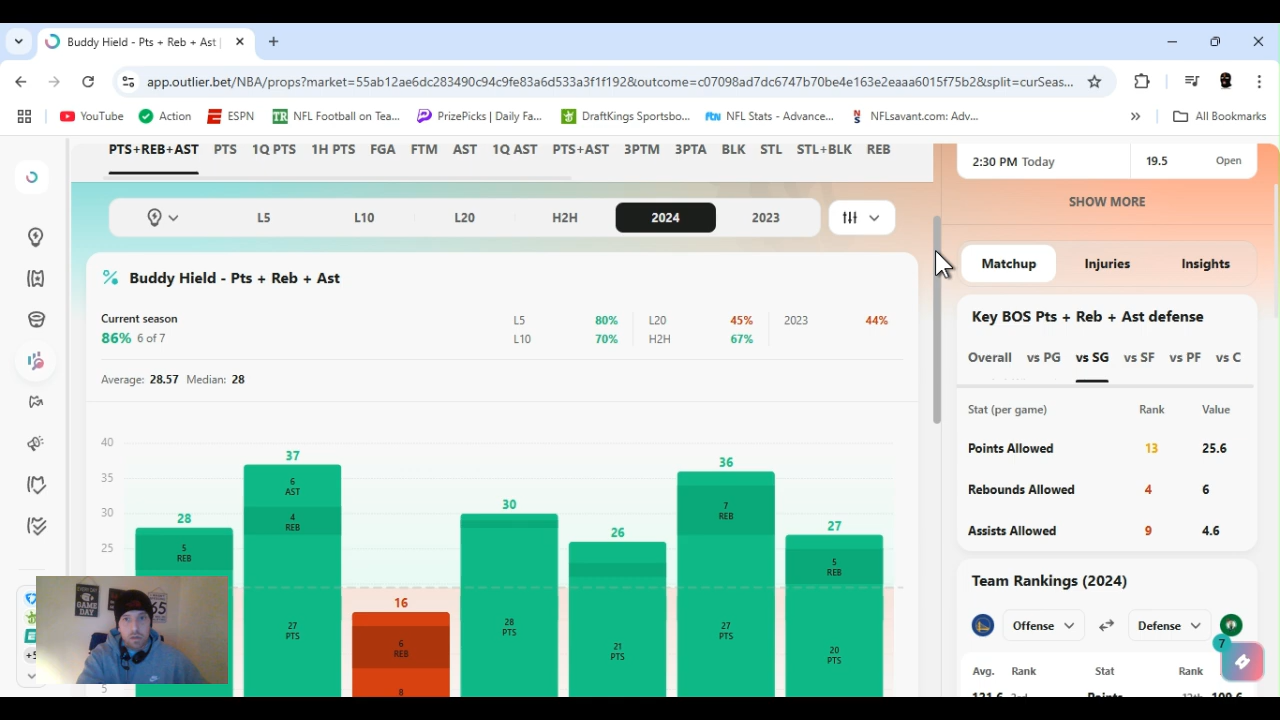 Buddy Hield - Pts + Reb + Ast |
app.outlier.bet/NBA/props?market=55ab12ae6dc283490c94c9fe83a6d533a3f1f192&outcome=c07098ad7dc6747b70be4e163e2eaaa6015f75b2&split=curSeas...
YouTube Action ESPN NFL Football on Tea... PrizePicks | Daily Fa... DraftKings Sportsbo... NFL Stats - Advance... NFLsavant.com: Adv... » All Bookmarks
PTS+REB+AST PTS 1Q PTS 1H PTS FGA FTM AST 1Q AST PTS+AST 3PTM 3PTA BLK STL STL+BLK REB
2:30 PM Today 19.5 Open
SHOW MORE
L5 L10 L20 H2H 2024 2023
Matchup Injuries Insights
Buddy Hield - Pts + Reb + Ast
Current season
86% 6 of 7
L5 80% L20 45% 2023 44%
L10 70% H2H 67%
Average: 28.57 Median: 28
40
35
30
25
5
28
5
REB
37
6
AST
4
REB
27
PTS
16
6
REB
8
30
28
PTS
26
21
PTS
36
7
REB
27
PTS
27
5
REB
20
PTS
Key BOS Pts + Reb + Ast defense
Overall vs PG vs SG vs SF vs PF vs C
Stat (per game) Rank Value
Points Allowed 13 25.6
Rebounds Allowed 4 6
Assists Allowed 9 4.6
Team Rankings (2024)
Offense Defense
7
Avg. Rank Stat Rank
GAME
DAY